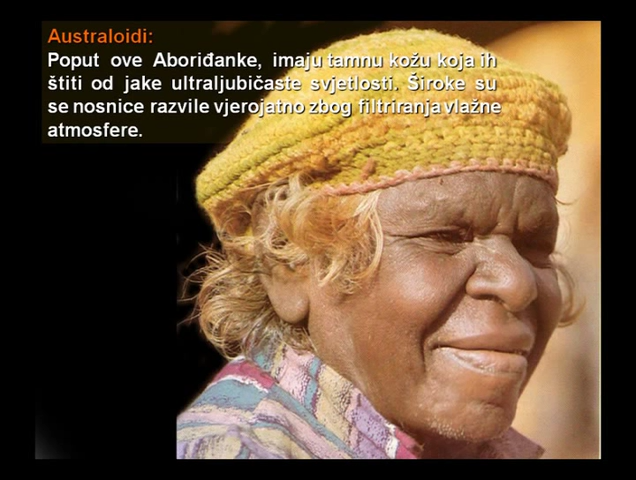 Australoidi:
Poput ove Aboriđanke, imaju tamnu kožu koja ih
štiti od jake ultraljubičaste svjetlosti. Široke su
se nosnice razvile vjerojatno zbog filtriranja vlažne
atmosfere.